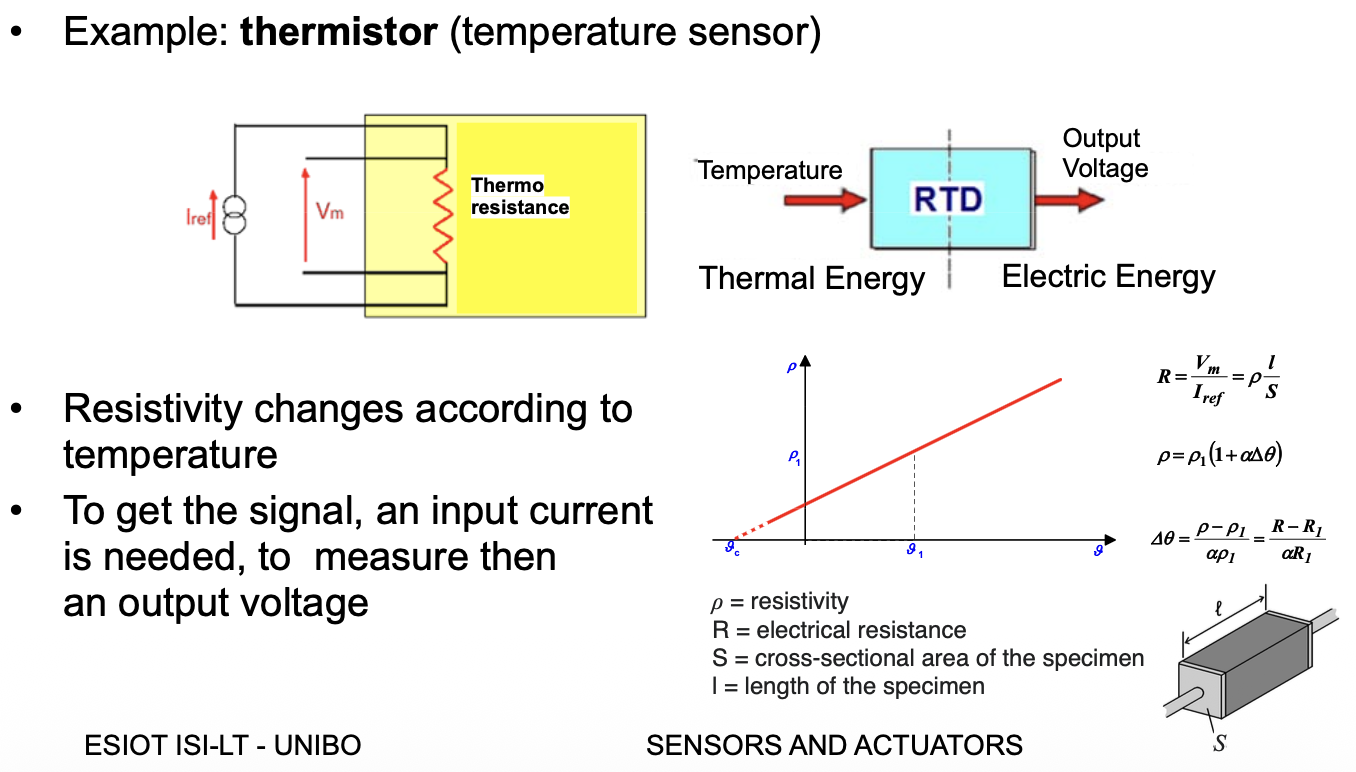 • Example: thermistor (temperature sensor)
Iref
Vm
Thermo
resistance
Temperature
RTD
Output
Voltage
Thermal Energy
Electric Energy
• Resistivity changes according to
temperature
• To get the signal, an input current
is needed, to measure then
an output voltage
ρ
ρ₁
ϑc
ϑ₁
ϑ
R = Vm / Iref = ρ l / S
ρ = ρ₁(1 + αΔθ)
Δθ = (ρ − ρ₁) / (αρ₁) = (R − R₁) / (αR₁)
ρ = resistivity
R = electrical resistance
S = cross-sectional area of the specimen
l = length of the specimen
ℓ
S
ESIOT ISI-LT - UNIBO
SENSORS AND ACTUATORS